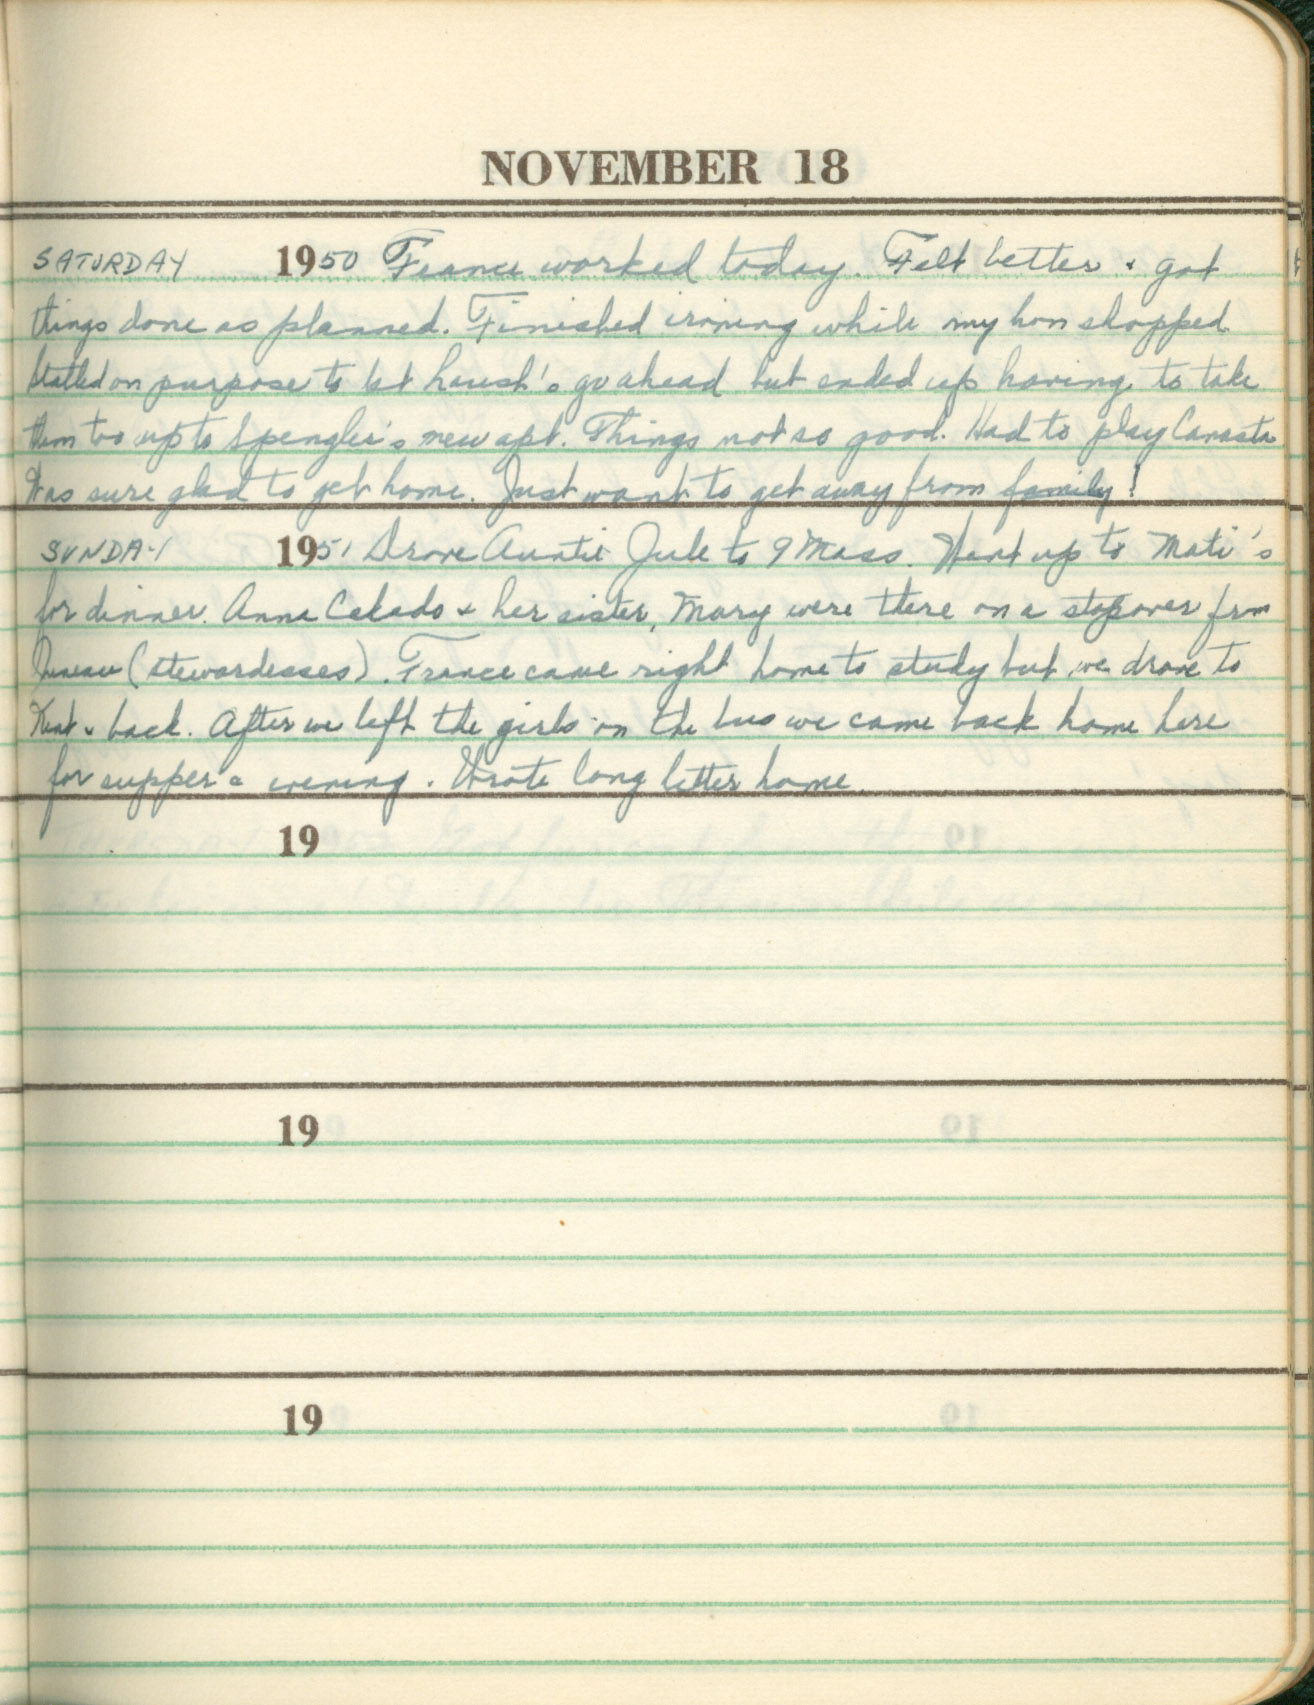 NOVEMBER 18
SATURDAY 1950 France worked today. Felt better & got
things done as planned. Finished ironing while my hon shopped
Stalled on purpose to let Haush's go ahead but ended up having to take
them too up to Spengler's new apt. Things not so good. Had to play Canasta
Was sure glad to get home. Just want to get away from family!
SUNDAY 1951 Drove Auntie Jule to 9 Mass. Went up to Mati's
for dinner. Anna & her sister, Mary were there on a stopover from
Juneau (stewardesses). France came right home to study but we drove to
Kent & back. After we left the girls on the bus we came back home here
for supper & evening. Wrote long letter home.
19
19
19